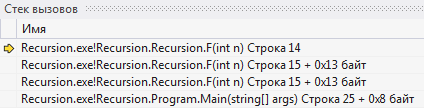 Стек вызовов
Имя
Recursion.exe!Recursion.Recursion.F(int n) Строка 14
Recursion.exe!Recursion.Recursion.F(int n) Строка 15 + 0x13 байт
Recursion.exe!Recursion.Recursion.F(int n) Строка 15 + 0x13 байт
Recursion.exe!Recursion.Program.Main(string[] args) Строка 25 + 0x8 байт